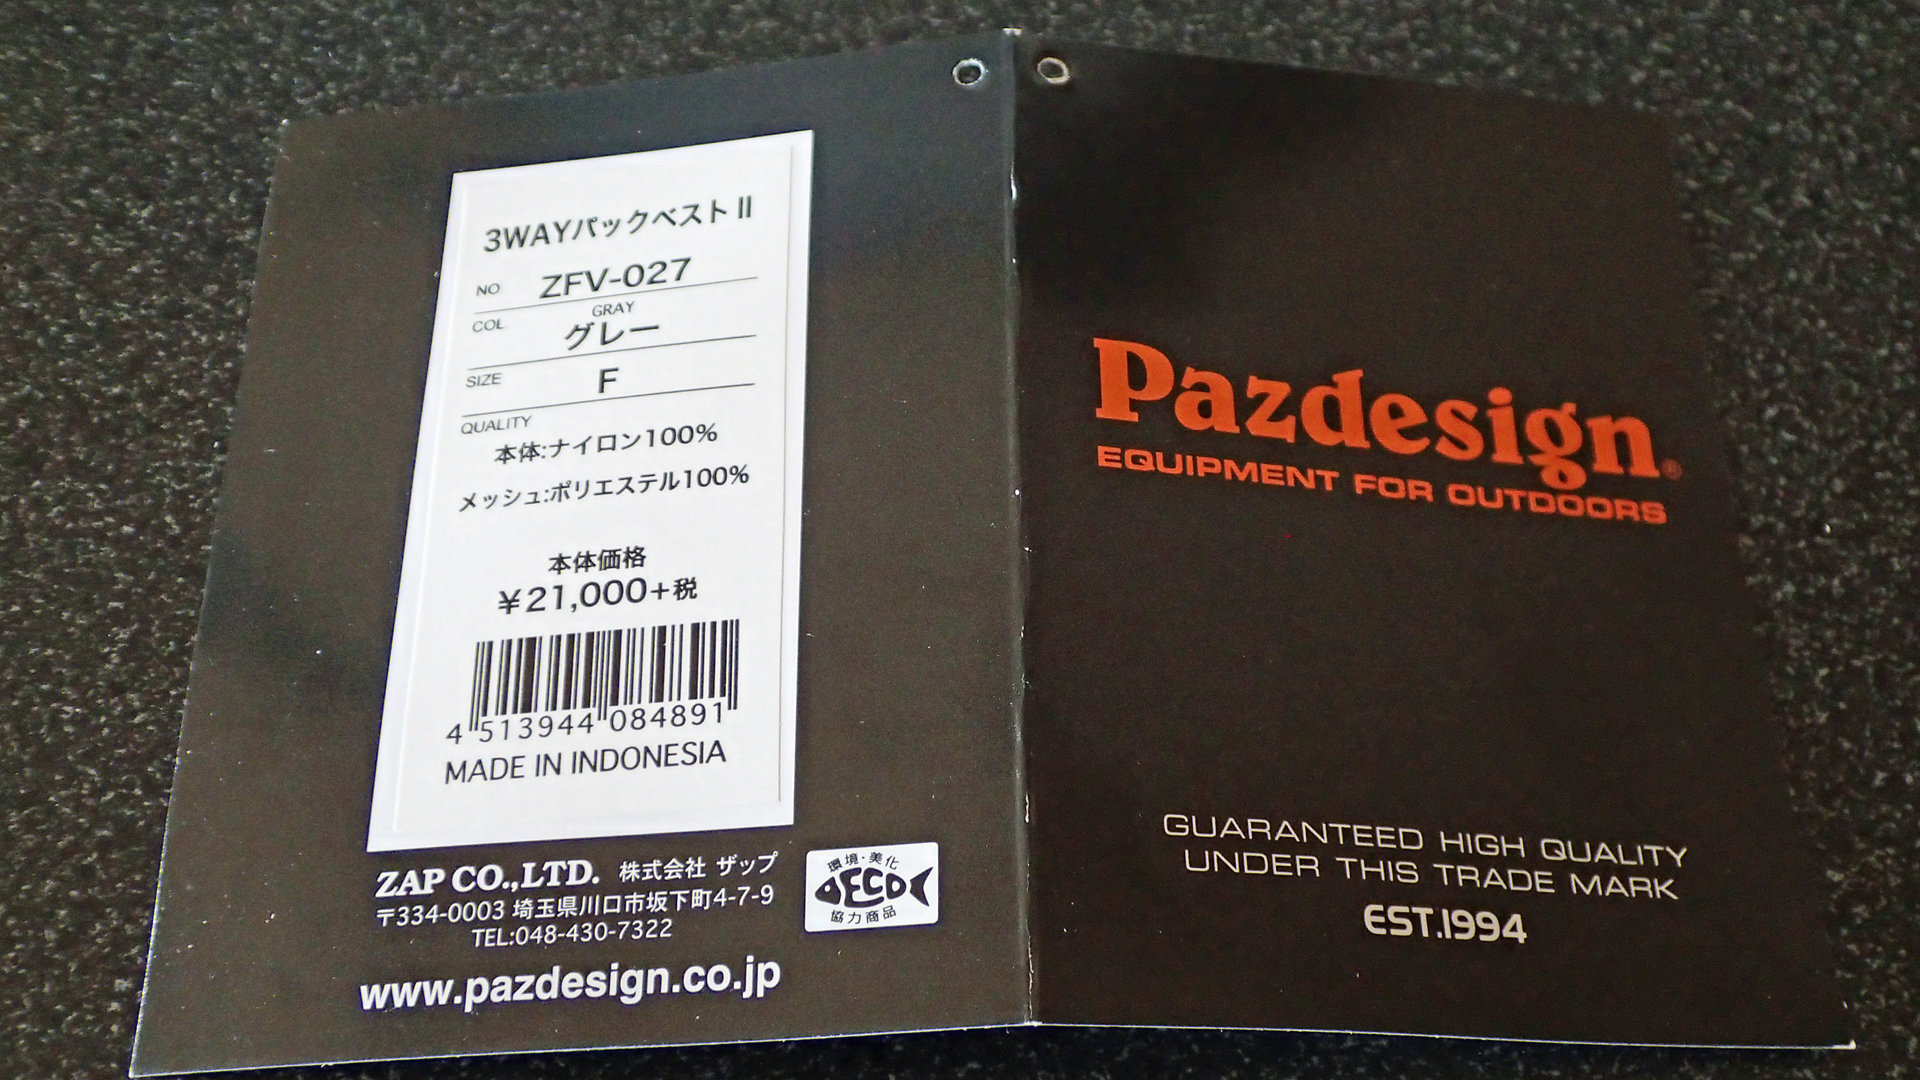 3WAYパックベストII
NO ZFV-027
COL GRAY
グレー
SIZE F
QUALITY
本体:ナイロン100%
メッシュ:ポリエステル100%
本体価格
¥21,000+税
4 513944 084891
MADE IN INDONESIA
ZAP CO.,LTD. 株式会社 ザップ
〒334-0003 埼玉県川口市坂下町4-7-9
TEL:048-430-7322
www.pazdesign.co.jp
環境・美化
ECO
協力商品
Pazdesign®
EQUIPMENT FOR OUTDOORS
GUARANTEED HIGH QUALITY
UNDER THIS TRADE MARK
EST.1994